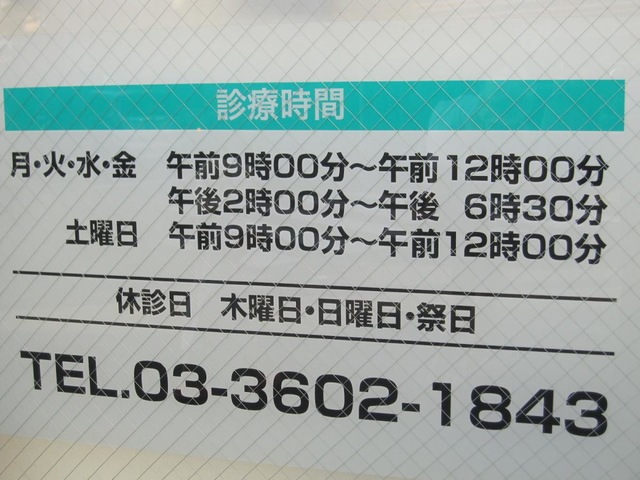 診療時間
月・火・水・金 午前9時00分～午前12時00分
午後2時00分～午後 6時30分
土曜日 午前9時00分～午前12時00分
休診日 木曜日・日曜日・祭日
TEL.03-3602-1843